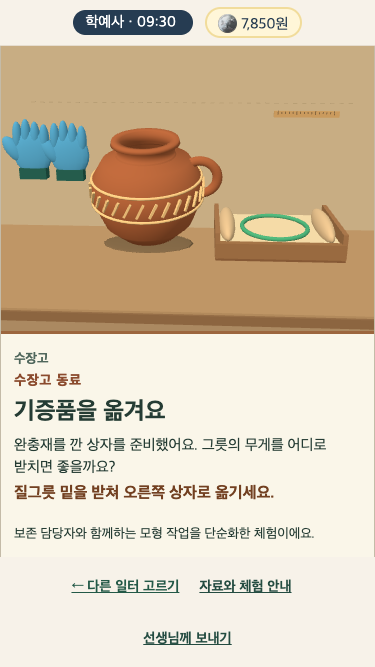 학예사 · 09:30
7,850원
수장고
수장고 동료
기증품을 옮겨요
완충재를 깐 상자를 준비했어요. 그릇의 무게를 어디로
받치면 좋을까요?
질그릇 밑을 받쳐 오른쪽 상자로 옮기세요.
보존 담당자와 함께하는 모형 작업을 단순화한 체험이에요.
← 다른 일터 고르기
자료와 체험 안내
선생님께 보내기